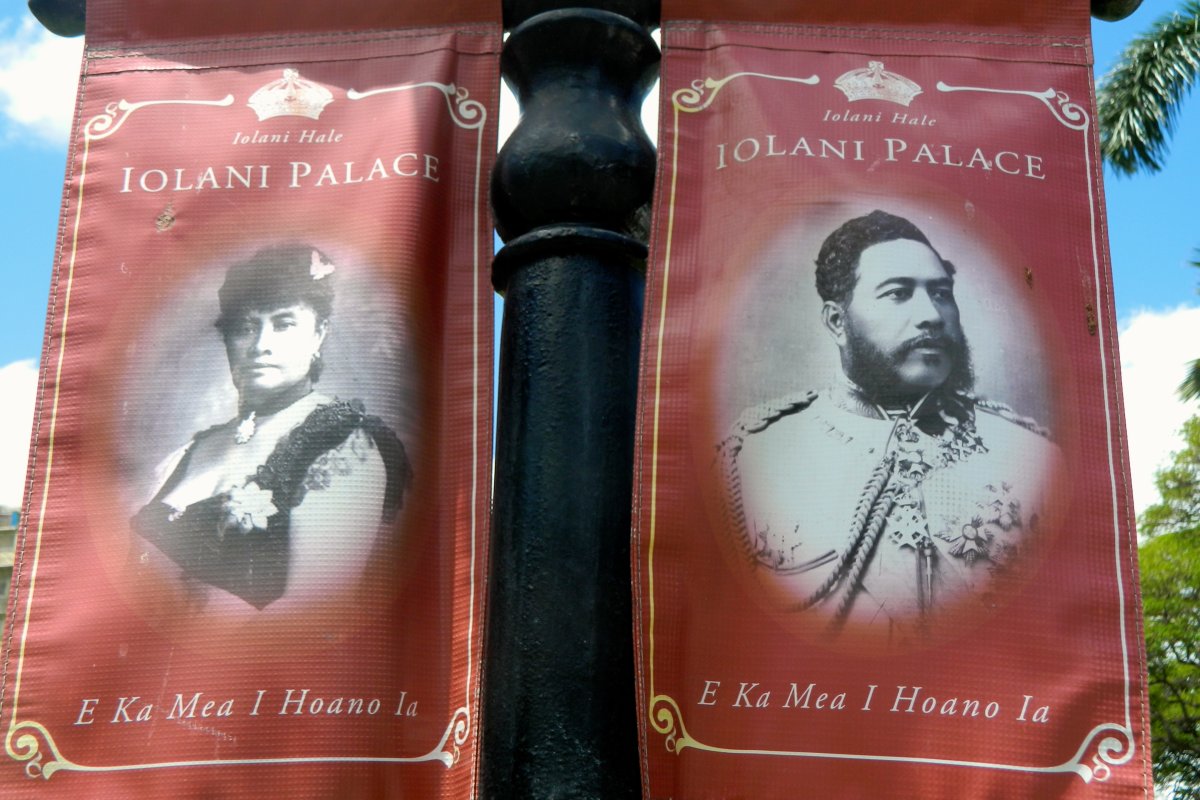 Iolani Hale
IOLANI PALACE
E Ka Mea I Hoano Ia
Iolani Hale
IOLANI PALACE
E Ka Mea I Hoano Ia